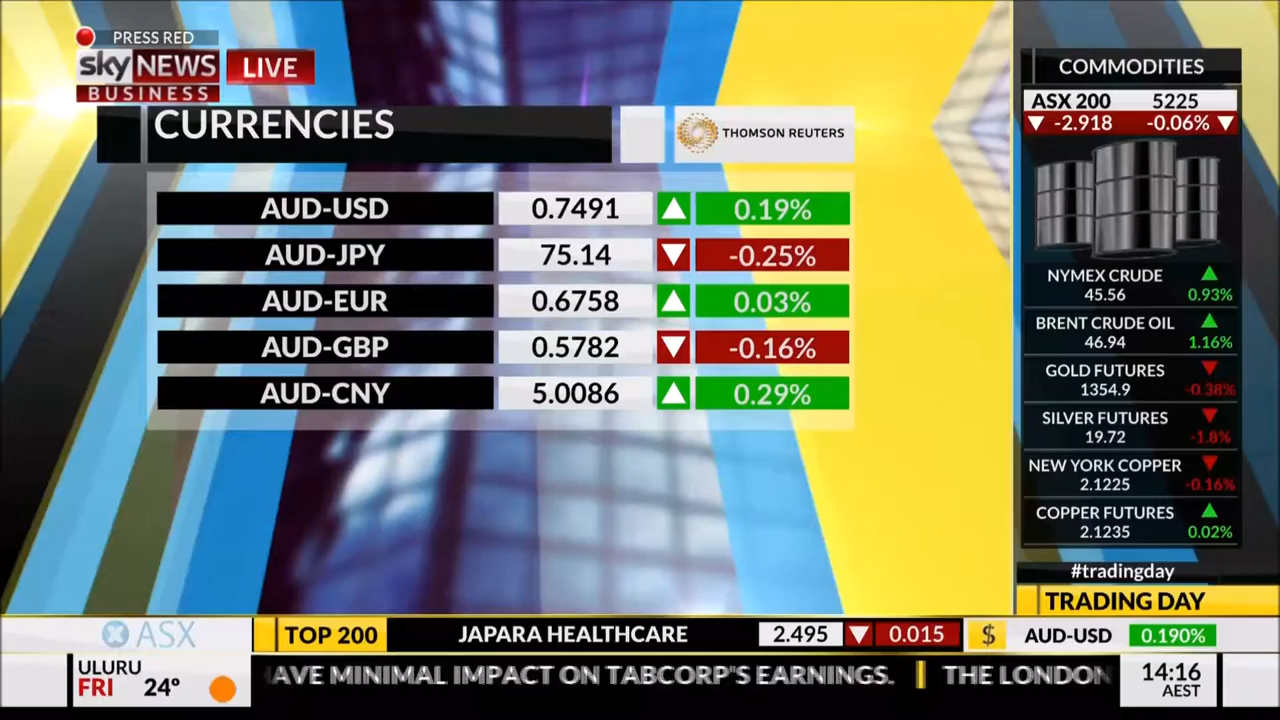 PRESS RED
sky NEWS LIVE
BUSINESS
CURRENCIES
THOMSON REUTERS
AUD-USD 0.7491 ▲ 0.19%
AUD-JPY 75.14 ▼ -0.25%
AUD-EUR 0.6758 ▲ 0.03%
AUD-GBP 0.5782 ▼ -0.16%
AUD-CNY 5.0086 ▲ 0.29%
COMMODITIES
ASX 200 5225
▼ -2.918 -0.06% ▼
NYMEX CRUDE ▲
45.56 0.93%
BRENT CRUDE OIL ▲
46.94 1.16%
GOLD FUTURES ▼
1354.9 -0.38%
SILVER FUTURES ▼
19.72 -1.8%
NEW YORK COPPER ▼
2.1225 -0.16%
COPPER FUTURES ▲
2.1235 0.02%
#tradingday
TRADING DAY
ASX TOP 200 JAPARA HEALTHCARE 2.495 ▼ 0.015 $ AUD-USD 0.190%
ULURU
FRI 24°
AVE MINIMAL IMPACT ON TABCORP'S EARNINGS. | THE LONDON
14:16
AEST